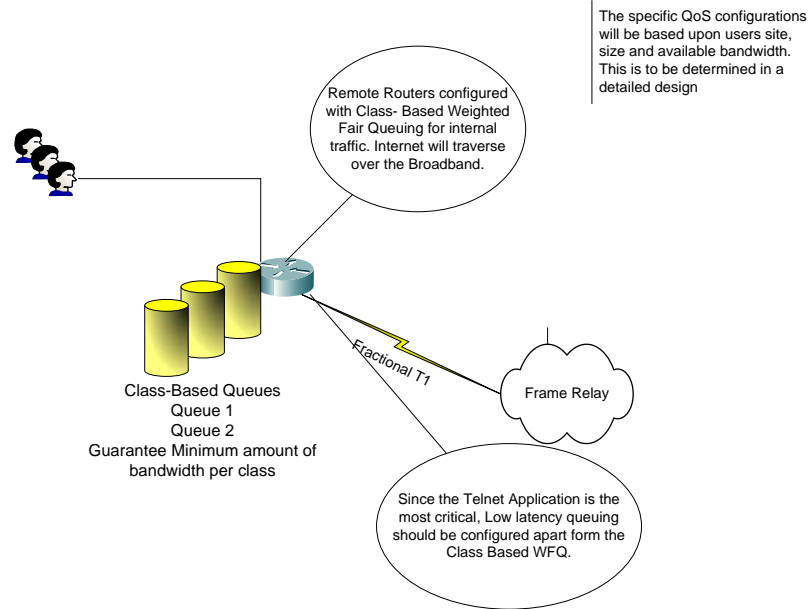 The specific QoS configurations
will be based upon users site,
size and available bandwidth.
This is to be determined in a
detailed design
Remote Routers configured
with Class- Based Weighted
Fair Queuing for internal
traffic. Internet will traverse
over the Broadband.
Fractional T1
Frame Relay
Class-Based Queues
Queue 1
Queue 2
Guarantee Minimum amount of
bandwidth per class
Since the Telnet Application is the
most critical, Low latency queuing
should be configured apart form the
Class Based WFQ.